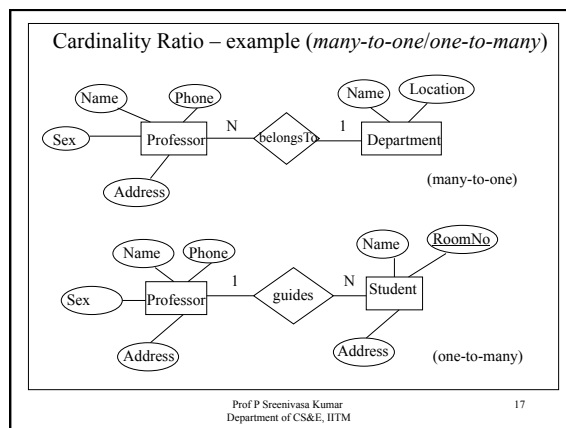 Cardinality Ratio – example (many-to-one/one-to-many)
Name
Phone
Name
Location
Sex
Professor
N
belongsTo
1
Department
Address
(many-to-one)
Name
Phone
Name
RoomNo
Sex
Professor
1
guides
N
Student
Address
Address
(one-to-many)
Prof P Sreenivasa Kumar
Department of CS&E, IITM
17